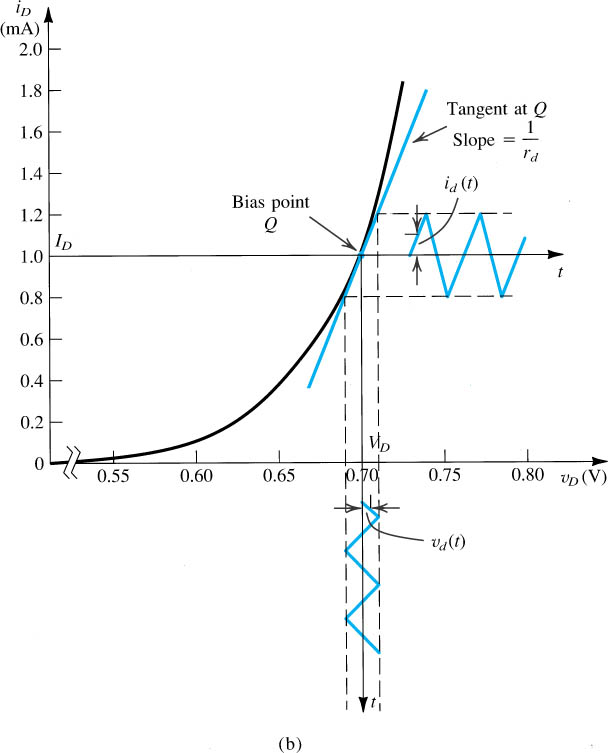 i_D
(mA)
2.0
1.8
1.6
1.4
1.2
I_D
1.0
0.8
0.6
0.4
0.2
0
Tangent at Q
Slope = 1/r_d
i_d(t)
Bias point
Q
t
V_D
0.55
0.60
0.65
0.70
0.75
0.80
v_D (V)
v_d(t)
t
(b)